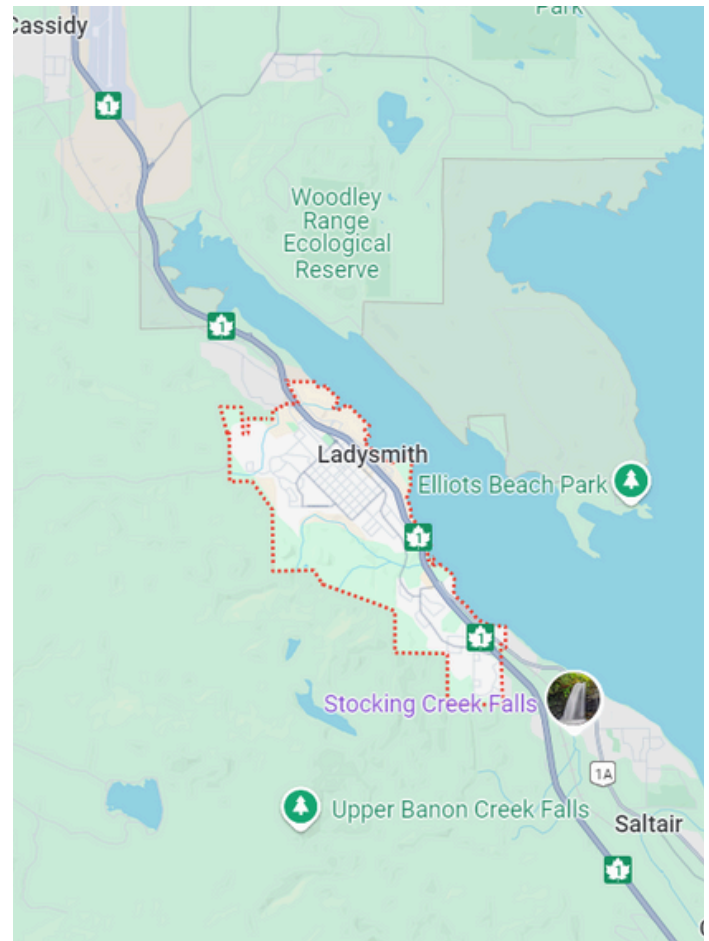 Park
Cassidy
1
Woodley
Range
Ecological
Reserve
1
Ladysmith
Elliots Beach Park
1
1
Stocking Creek Falls
1A
Upper Banon Creek Falls
Saltair
1